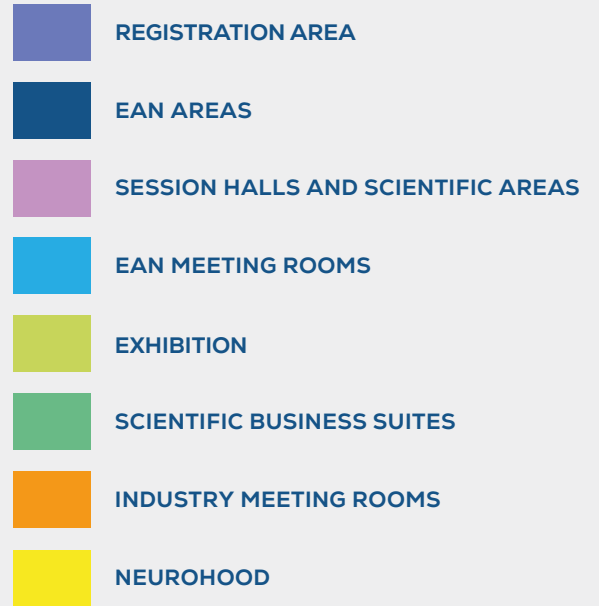 REGISTRATION AREA
EAN AREAS
SESSION HALLS AND SCIENTIFIC AREAS
EAN MEETING ROOMS
EXHIBITION
SCIENTIFIC BUSINESS SUITES
INDUSTRY MEETING ROOMS
NEUROHOOD